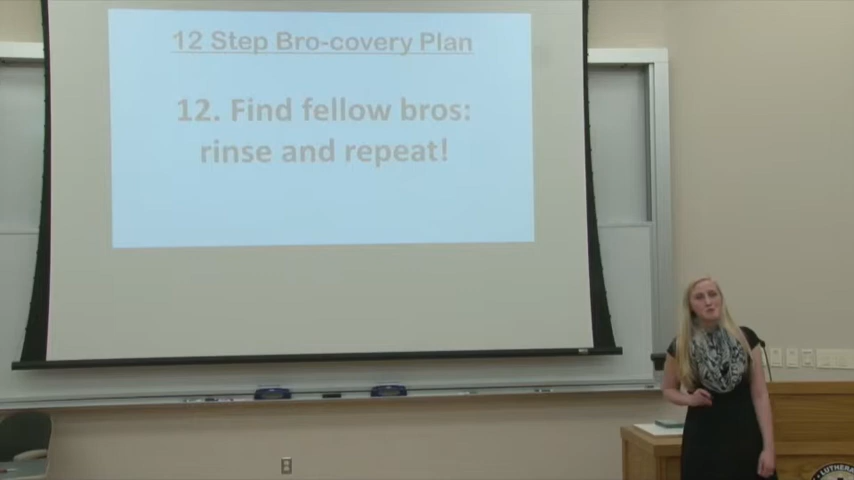 12 Step Bro-covery Plan
12. Find fellow bros:
rinse and repeat!